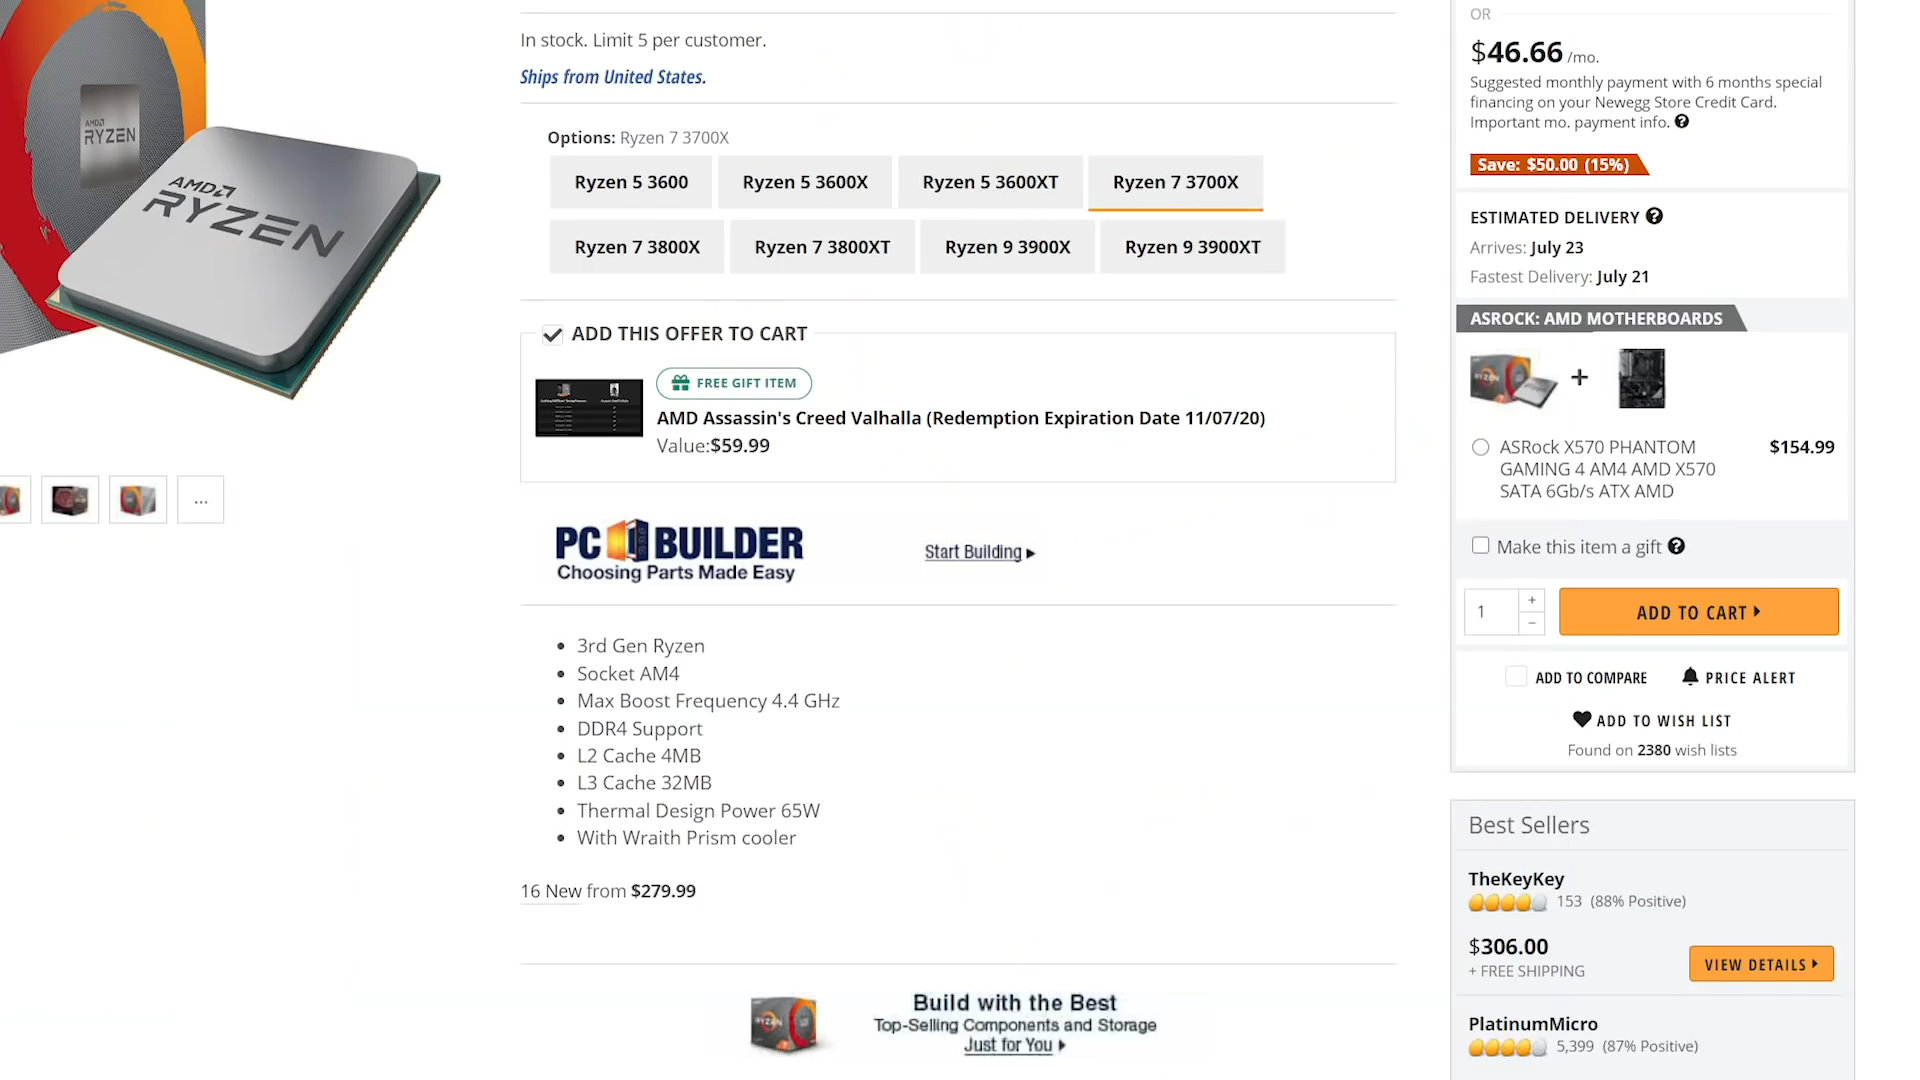 AMD
RYZEN
AMD
RYZEN
...
In stock. Limit 5 per customer.
Ships from United States.
Options: Ryzen 7 3700X
Ryzen 5 3600
Ryzen 5 3600X
Ryzen 5 3600XT
Ryzen 7 3700X
Ryzen 7 3800X
Ryzen 7 3800XT
Ryzen 9 3900X
Ryzen 9 3900XT
ADD THIS OFFER TO CART
FREE GIFT ITEM
AMD Assassin's Creed Valhalla (Redemption Expiration Date 11/07/20)
Value:$59.99
PC BUILDER
Choosing Parts Made Easy
Start Building
3rd Gen Ryzen
Socket AM4
Max Boost Frequency 4.4 GHz
DDR4 Support
L2 Cache 4MB
L3 Cache 32MB
Thermal Design Power 65W
With Wraith Prism cooler
16 New from $279.99
RYZEN
Build with the Best
Top-Selling Components and Storage
Just for You
OR
$46.66 /mo.
Suggested monthly payment with 6 months special
financing on your Newegg Store Credit Card.
Important mo. payment info. ?
Save: $50.00 (15%)
ESTIMATED DELIVERY ?
Arrives: July 23
Fastest Delivery: July 21
ASROCK: AMD MOTHERBOARDS
RYZEN
+
ASRock X570 PHANTOM
GAMING 4 AM4 AMD X570
SATA 6Gb/s ATX AMD
$154.99
Make this item a gift ?
1
+
−
ADD TO CART
ADD TO COMPARE
PRICE ALERT
ADD TO WISH LIST
Found on 2380 wish lists
Best Sellers
TheKeyKey
153 (88% Positive)
$306.00
+ FREE SHIPPING
VIEW DETAILS
PlatinumMicro
5,399 (87% Positive)